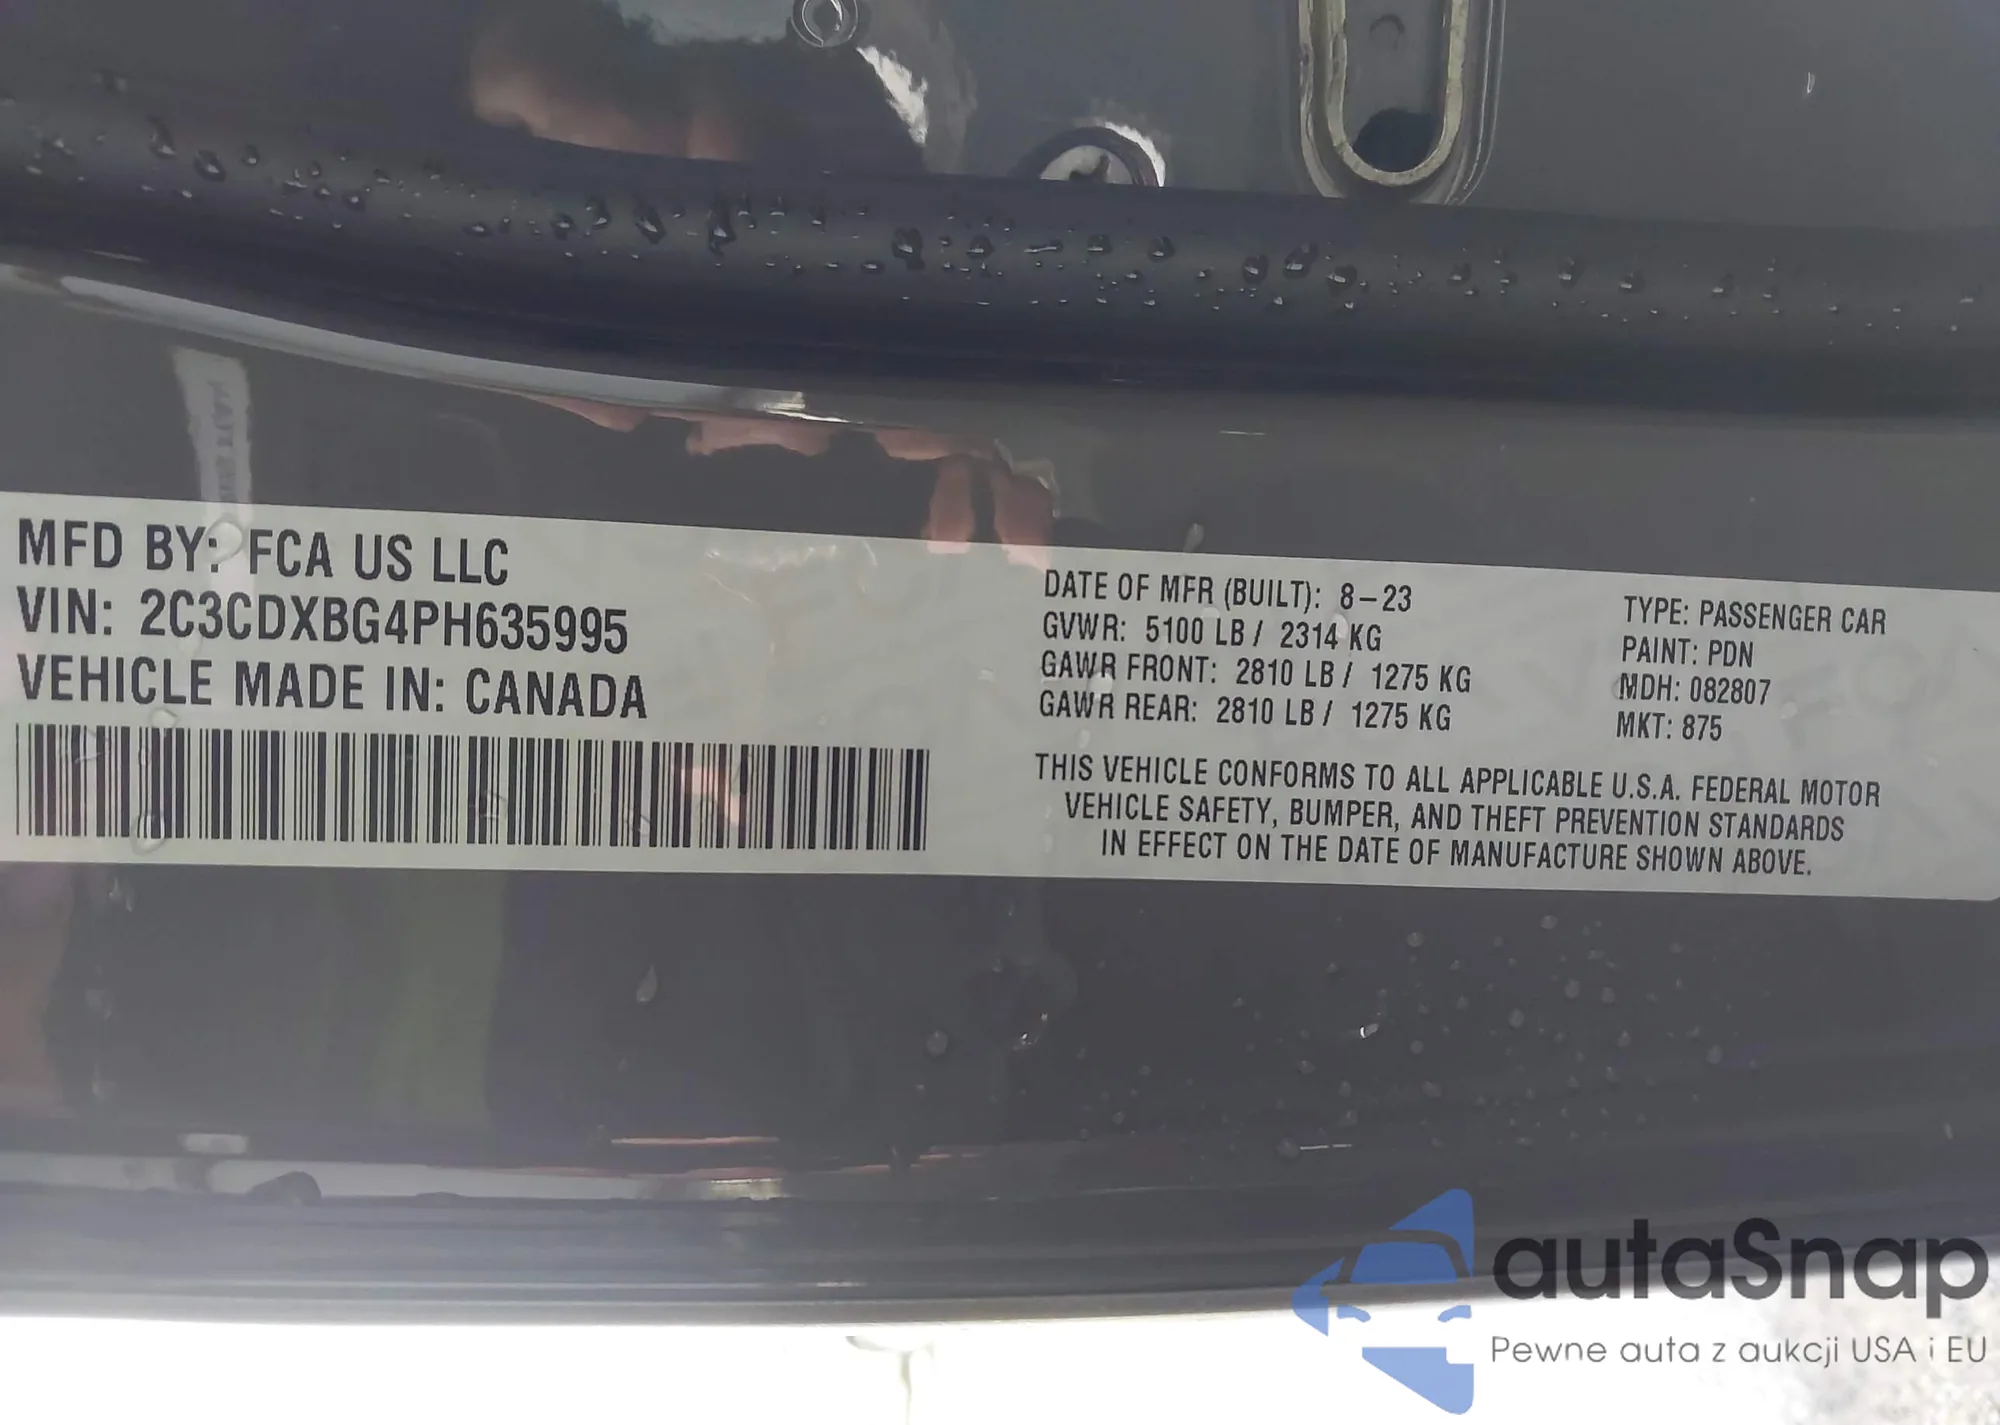 MFD BY: FCA US LLC
VIN: 2C3CDXBG4PH635995
VEHICLE MADE IN: CANADA
DATE OF MFR (BUILT): 8-23
GVWR: 5100 LB / 2314 KG
GAWR FRONT: 2810 LB / 1275 KG
GAWR REAR: 2810 LB / 1275 KG
TYPE: PASSENGER CAR
PAINT: PDN
MDH: 082807
MKT: 875
THIS VEHICLE CONFORMS TO ALL APPLICABLE U.S.A. FEDERAL MOTOR
VEHICLE SAFETY, BUMPER, AND THEFT PREVENTION STANDARDS
IN EFFECT ON THE DATE OF MANUFACTURE SHOWN ABOVE.
autaSnap
Pewne auta z aukcji USA i EU